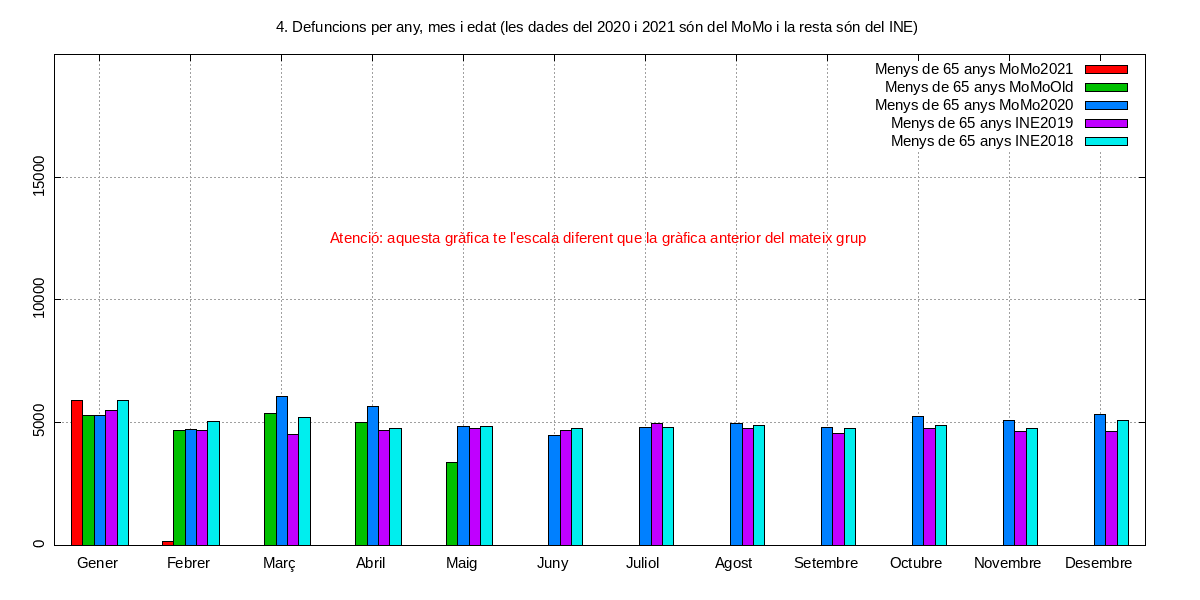 4. Defuncions per any, mes i edat (les dades del 2020 i 2021 són del MoMo i la resta són del INE)
Menys de 65 anys MoMo2021
Menys de 65 anys MoMoOld
Menys de 65 anys MoMo2020
Menys de 65 anys INE2019
Menys de 65 anys INE2018
15000
Atenció: aquesta gràfica te l'escala diferent que la gràfica anterior del mateix grup
10000
5000
0
Gener Febrer Març Abril Maig Juny Juliol Agost Setembre Octubre Novembre Desembre